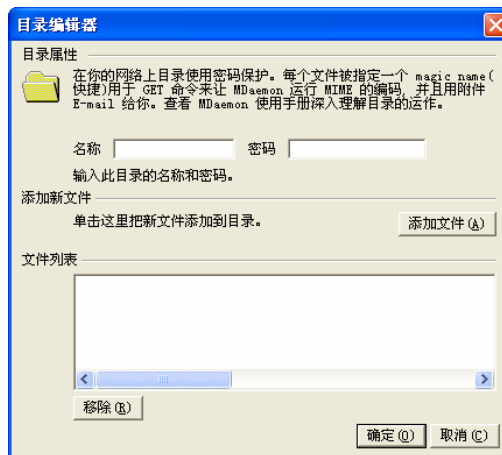 目录编辑器
目录属性
在你的网络上目录使用密码保护。每个文件被指定一个 magic name(
快捷)用于 GET 命令来让 MDaemon 运行 MIME 的编码，并且用附件
E-mail 给你。查看 MDaemon 使用手册深入理解目录的运作。
名称 密码
输入此目录的名称和密码。
添加新文件
单击这里把新文件添加到目录。 添加文件(A)
文件列表
移除(R)
确定(O) 取消(C)